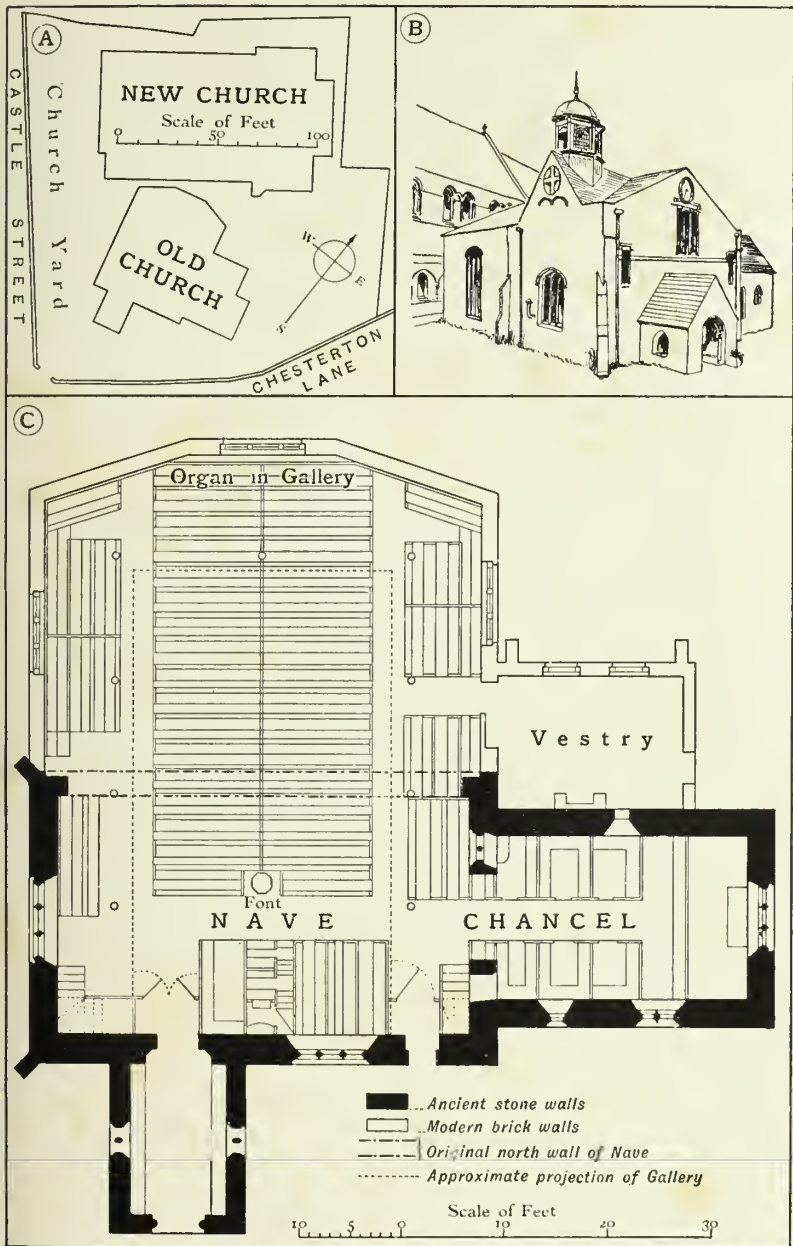 A
CASTLE STREET
Church Yard
NEW CHURCH
Scale of Feet
0 50 100
OLD
CHURCH
W
E
S
CHESTERTON
LANE
B
C
Organ in Gallery
Vestry
Font
NAVE
CHANCEL
Ancient stone walls
Modern brick walls
Original north wall of Nave
Approximate projection of Gallery
Scale of Feet
10 5 0 10 20 30